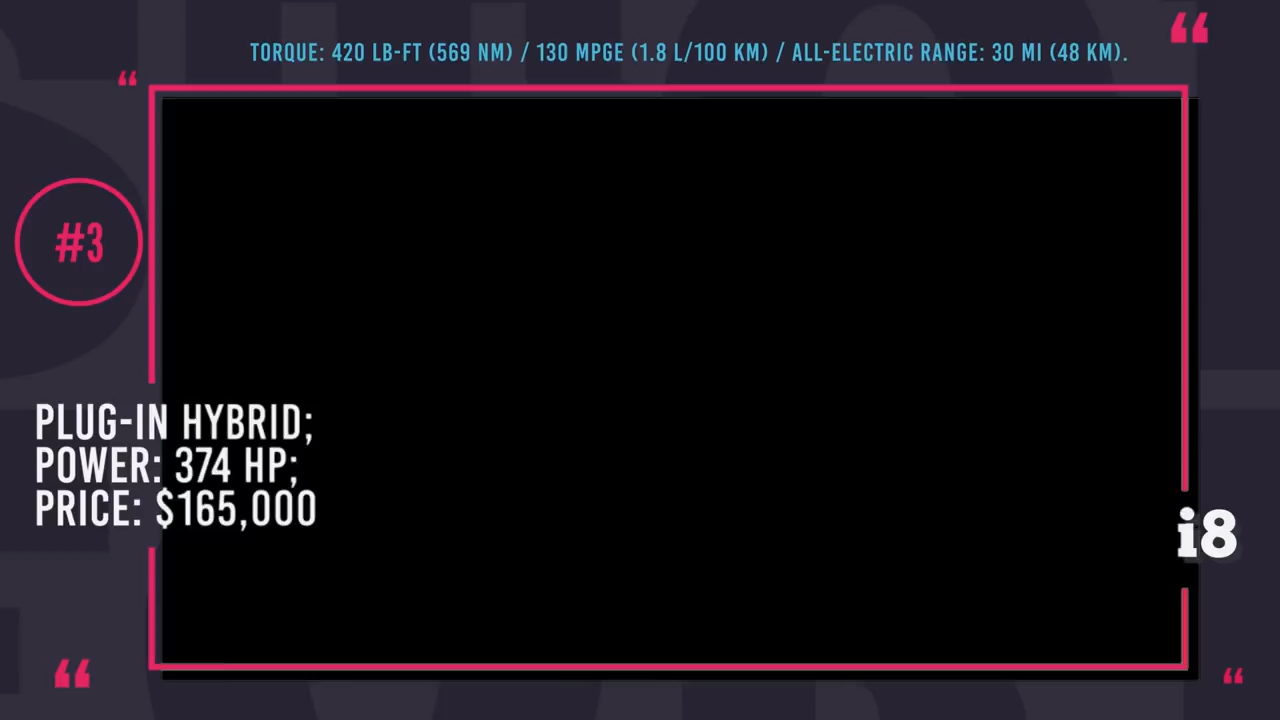 TORQUE: 420 LB-FT (569 NM) / 130 MPGE (1.8 L/100 KM) / ALL-ELECTRIC RANGE: 30 MI (48 KM).
#3
PLUG-IN HYBRID;
POWER: 374 HP;
PRICE: $165,000
i8